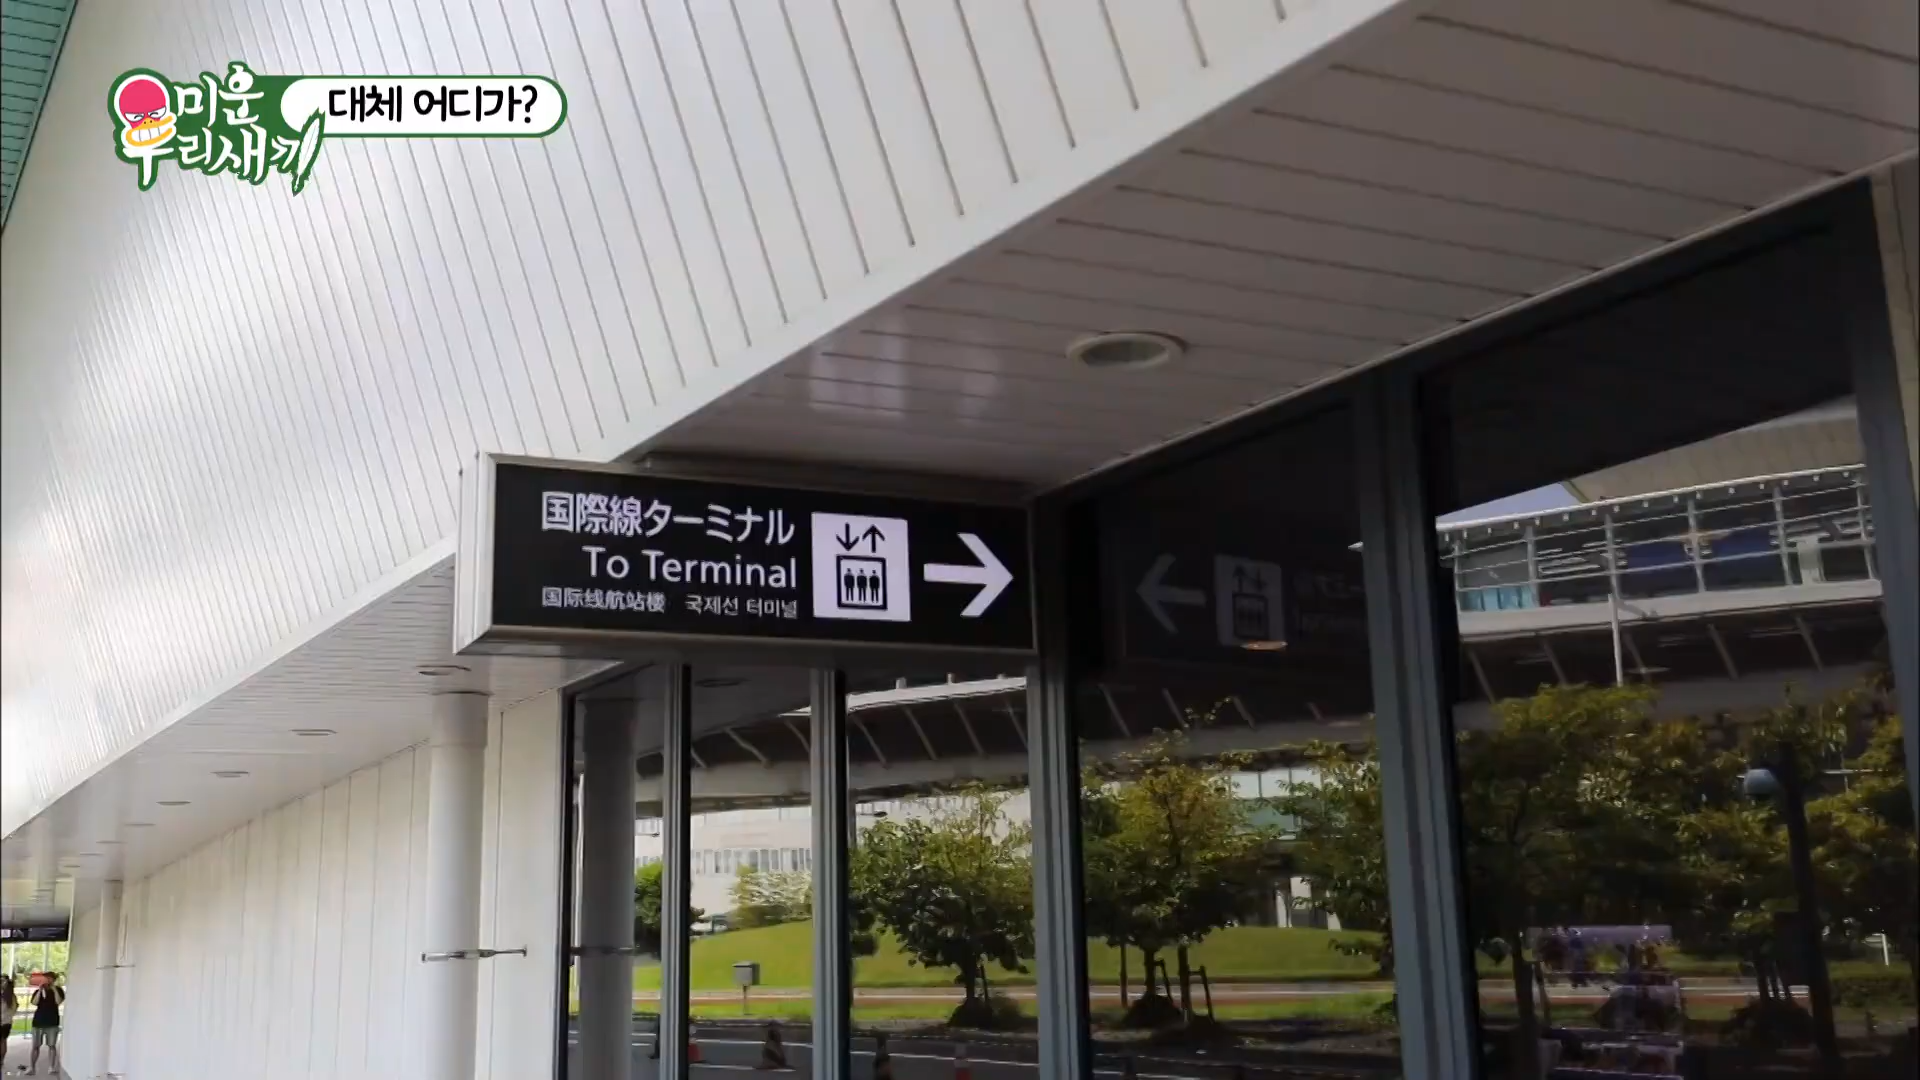 미운
우리새끼
대체 어디가?
国際線ターミナル
To Terminal
国际线航站楼 국제선 터미널